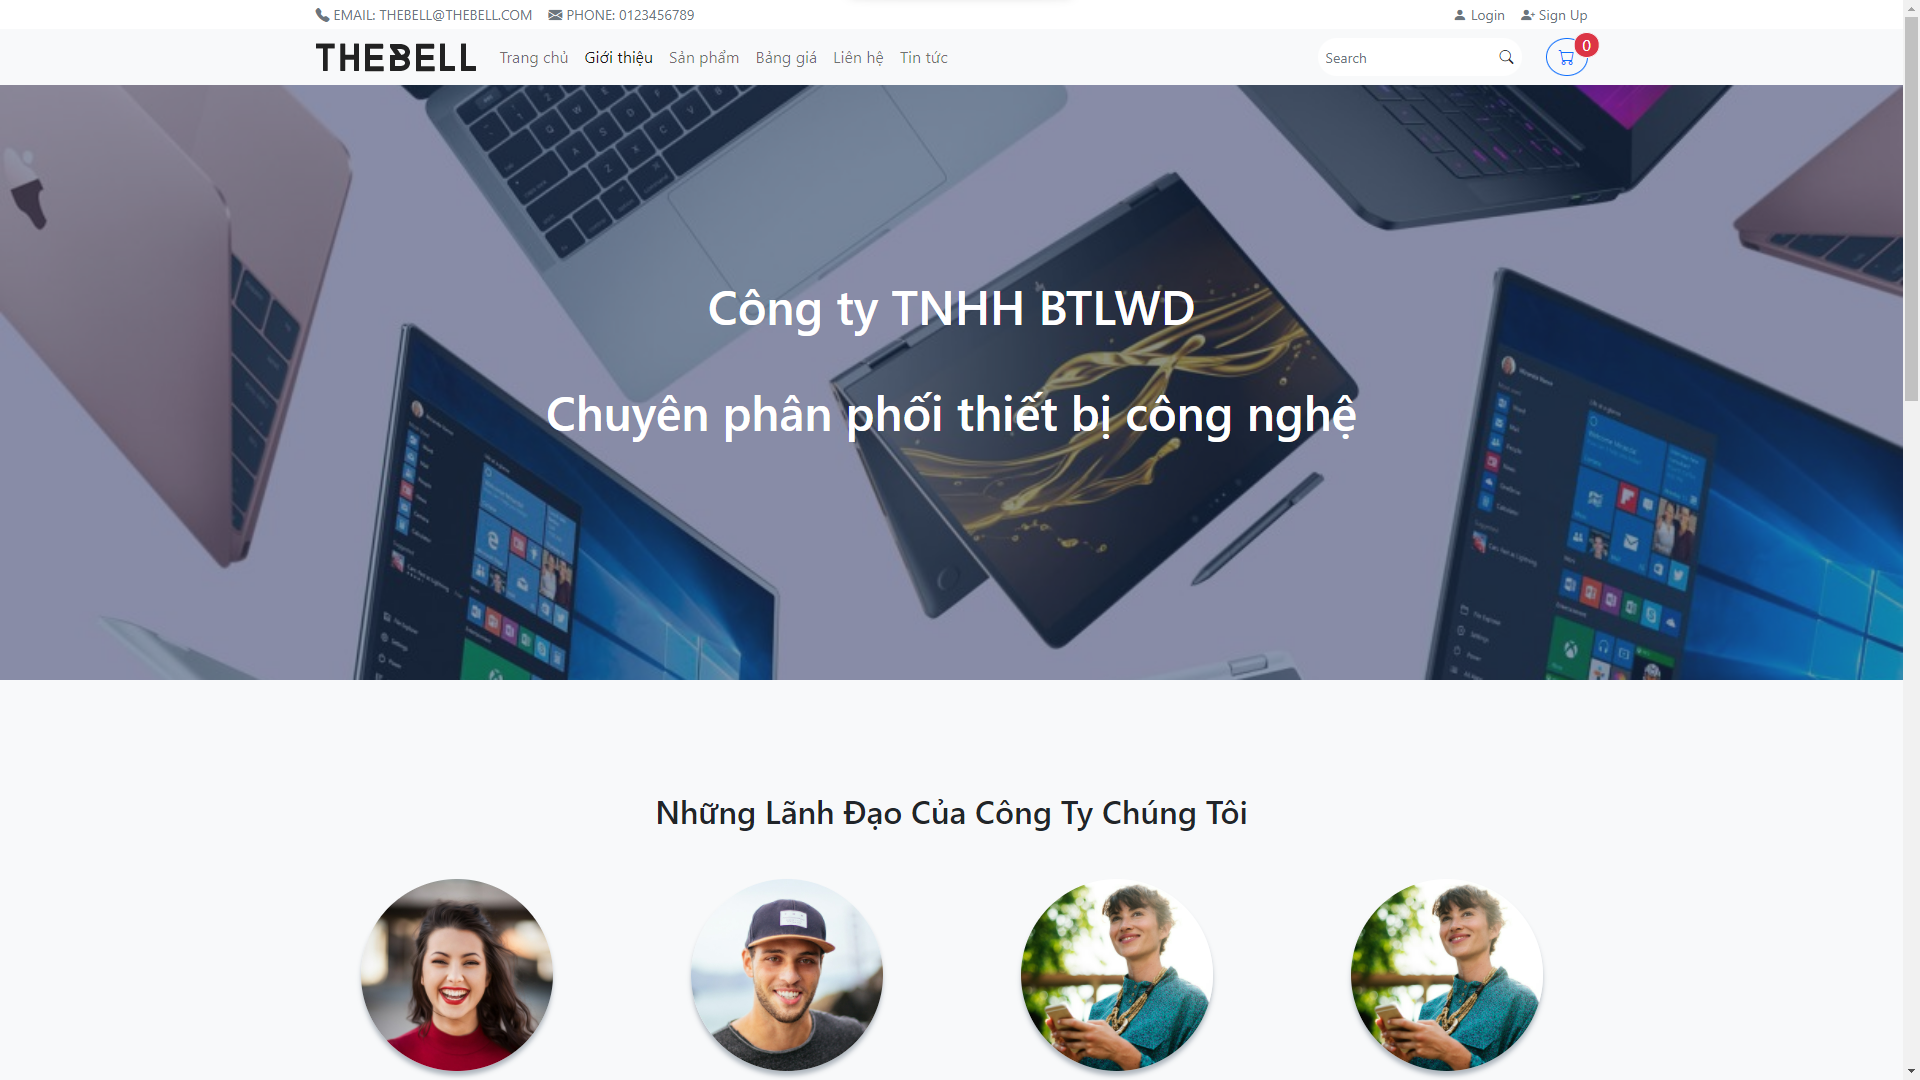 EMAIL: THEBELL@THEBELL.COM PHONE: 0123456789 Login Sign Up
THEBELL Trang chủ Giới thiệu Sản phẩm Bảng giá Liên hệ Tin tức Search 0
Công ty TNHH BTLWD
Chuyên phân phối thiết bị công nghệ
Những Lãnh Đạo Của Công Ty Chúng Tôi